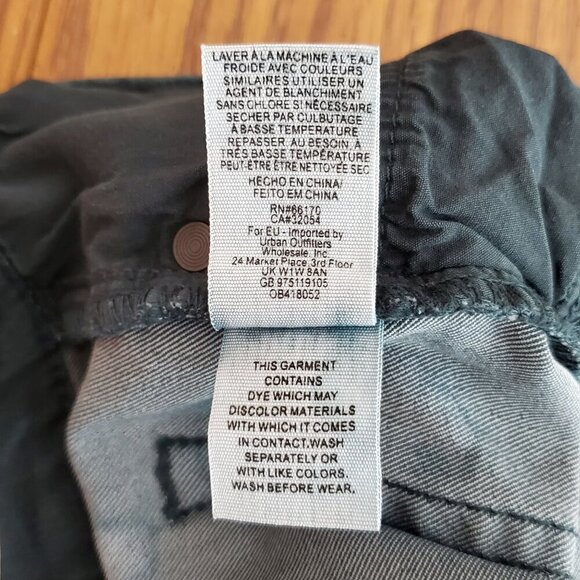 LAVER À LA MACHINE À L'EAU
FROIDE AVEC COULEURS
SIMILAIRES UTILISER UN
AGENT DE BLANCHIMENT
SANS CHLORE SI NÉCESSAIRE
SECHER PAR CULBUTAGE
À BASSE TEMPERATURE
REPASSER, AU BESOIN, À
TRÈS BASSE TEMPÉRATURE
PEUT-ÊTRE ÊTRE NETTOYÉE SEC
HECHO EN CHINA/
FEITO EM CHINA
RN#66170
CA#32054
For EU - Imported by
Urban Outfitters
Wholesale, Inc.
24 Market Place,3rd Floor
UK W1W 8AN
GB 975119105
OB418052
THIS GARMENT
CONTAINS
DYE WHICH MAY
DISCOLOR MATERIALS
WITH WHICH IT COMES
IN CONTACT.WASH
SEPARATELY OR
WITH LIKE COLORS.
WASH BEFORE WEAR.